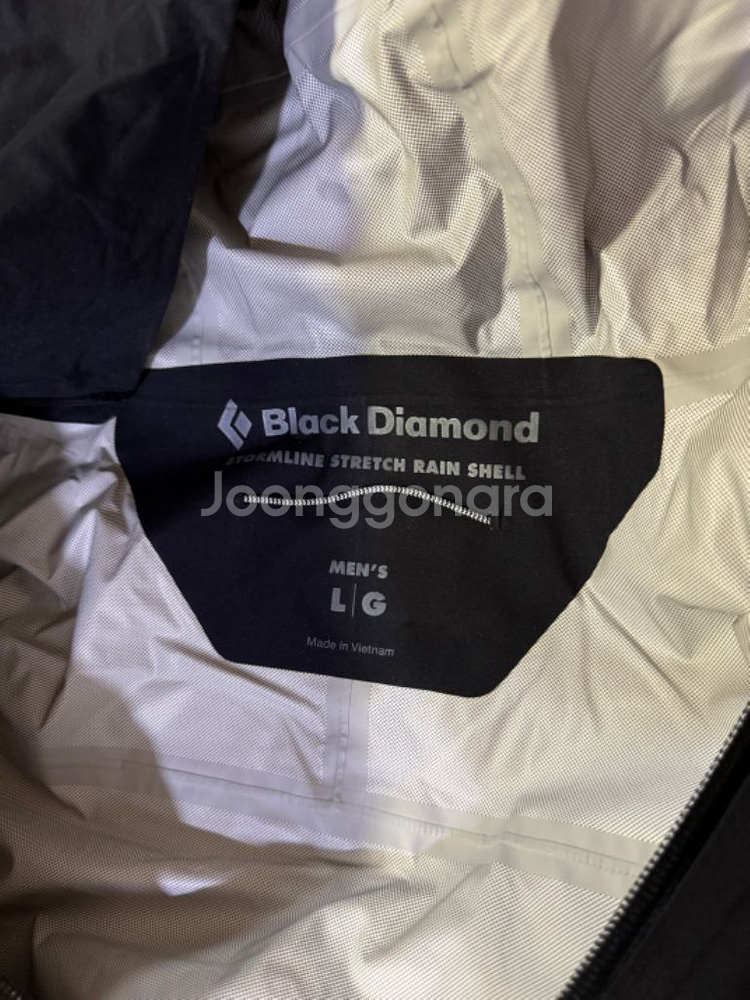 Black Diamond
STORMLINE STRETCH RAIN SHELL
Joonggonara
MEN'S
L|G
Made in Vietnam